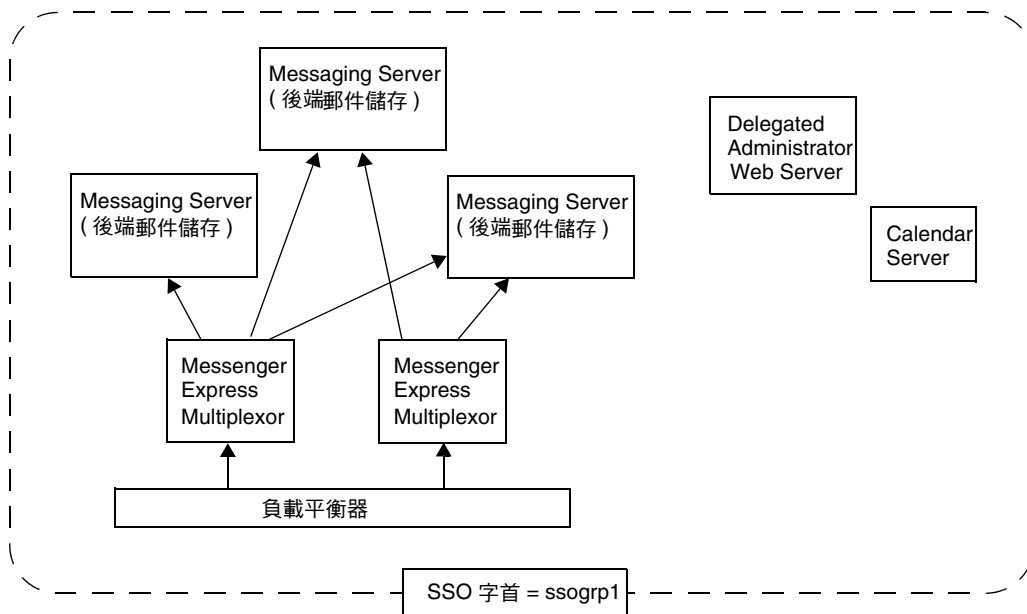 Messaging Server
( 後端郵件儲存 )
Messaging Server
( 後端郵件儲存 )
Messaging Server
( 後端郵件儲存 )
Delegated
Administrator
Web Server
Calendar
Server
Messenger
Express
Multiplexor
Messenger
Express
Multiplexor
負載平衡器
SSO 字首 = ssogrp1